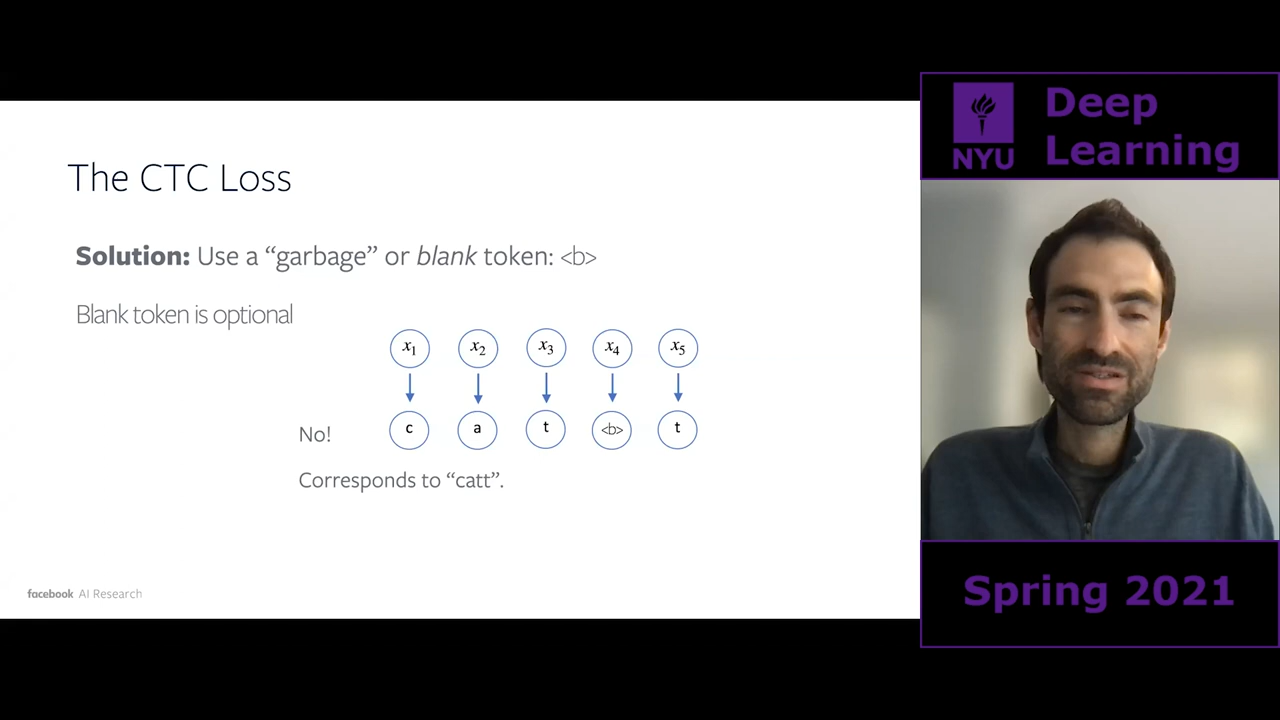 The CTC Loss
Solution: Use a “garbage” or blank token: <b>
Blank token is optional
x1 x2 x3 x4 x5
No! c a t <b> t
Corresponds to “catt”.
facebook AI Research
NYU
Deep
Learning
Spring 2021